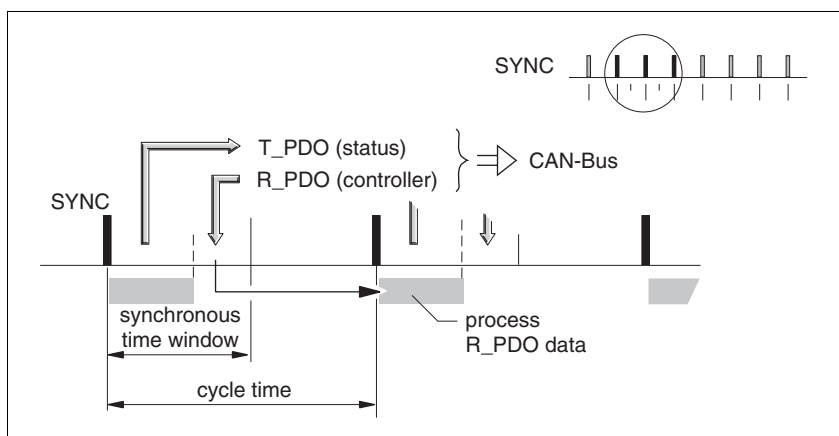 SYNC
T_PDO (status)
R_PDO (controller)
CAN-Bus
SYNC
synchronous
time window
process
R_PDO data
cycle time